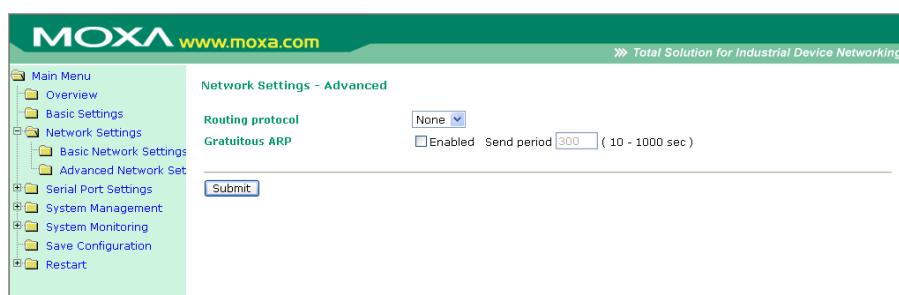 MOXA www.moxa.com
Total Solution for Industrial Device Networking
Main Menu
Overview
Basic Settings
Network Settings
Basic Network Settings
Advanced Network Set
Serial Port Settings
System Management
System Monitoring
Save Configuration
Restart
Network Settings - Advanced
Routing protocol None
Gratuitous ARP Enabled Send period 300 ( 10 - 1000 sec )
Submit